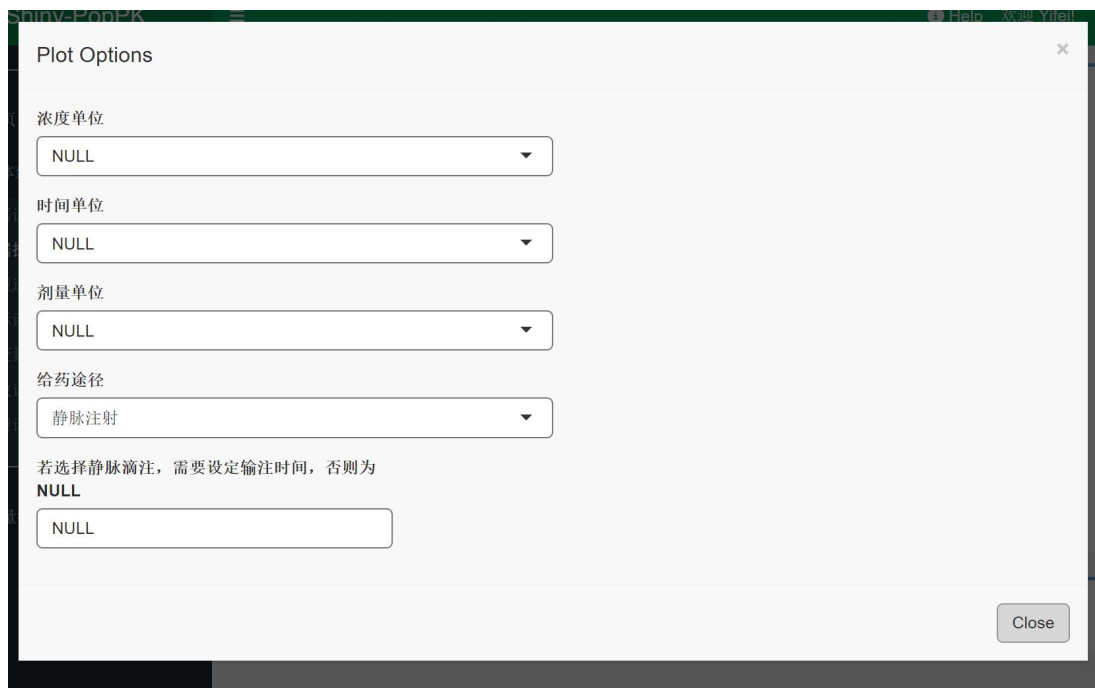 Shiny-PopPK
Help 欢迎 Yifei!
Plot Options
×
浓度单位
NULL
时间单位
NULL
剂量单位
NULL
给药途径
静脉注射
若选择静脉滴注，需要设定输注时间，否则为
NULL
NULL
Close